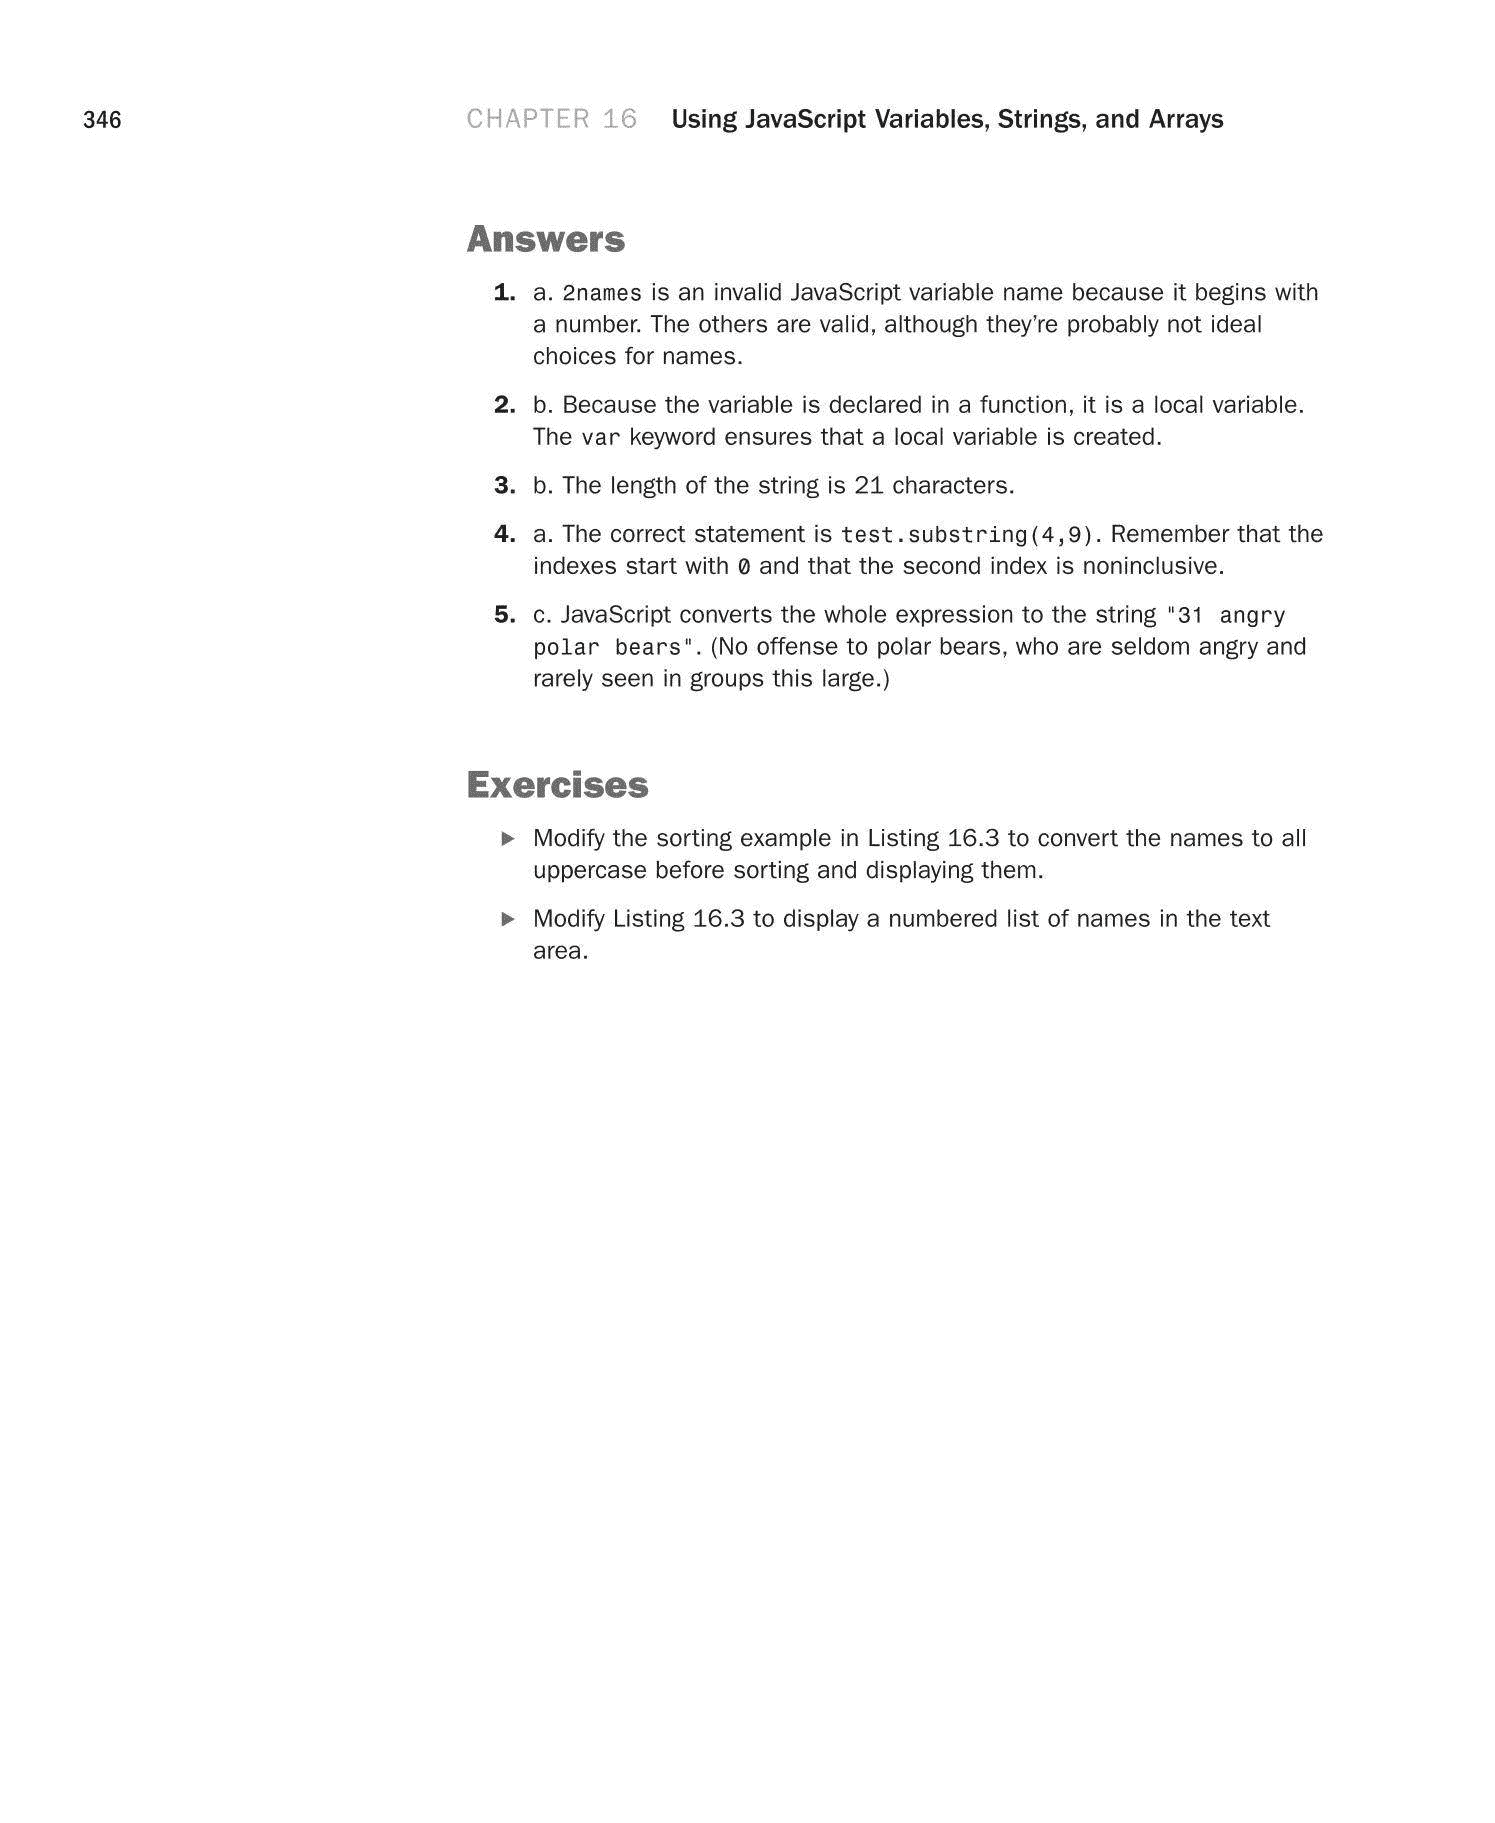 346 CHAPTER 16 Using JavaScript Variables, Strings, and Arrays
Answers
1. a. 2names is an invalid JavaScript variable name because it begins with
a number. The others are valid, although they’re probably not ideal
choices for names.
2. b. Because the variable is declared in a function, it is a local variable.
The var keyword ensures that a local variable is created.
3. b. The length of the string is 21 characters.
4. a. The correct statement is test.substring(4,9). Remember that the
indexes start with 0 and that the second index is noninclusive.
5. c. JavaScript converts the whole expression to the string "31 angry
polar bears". (No offense to polar bears, who are seldom angry and
rarely seen in groups this large.)
Exercises
▶ Modify the sorting example in Listing 16.3 to convert the names to all
uppercase before sorting and displaying them.
▶ Modify Listing 16.3 to display a numbered list of names in the text
area.